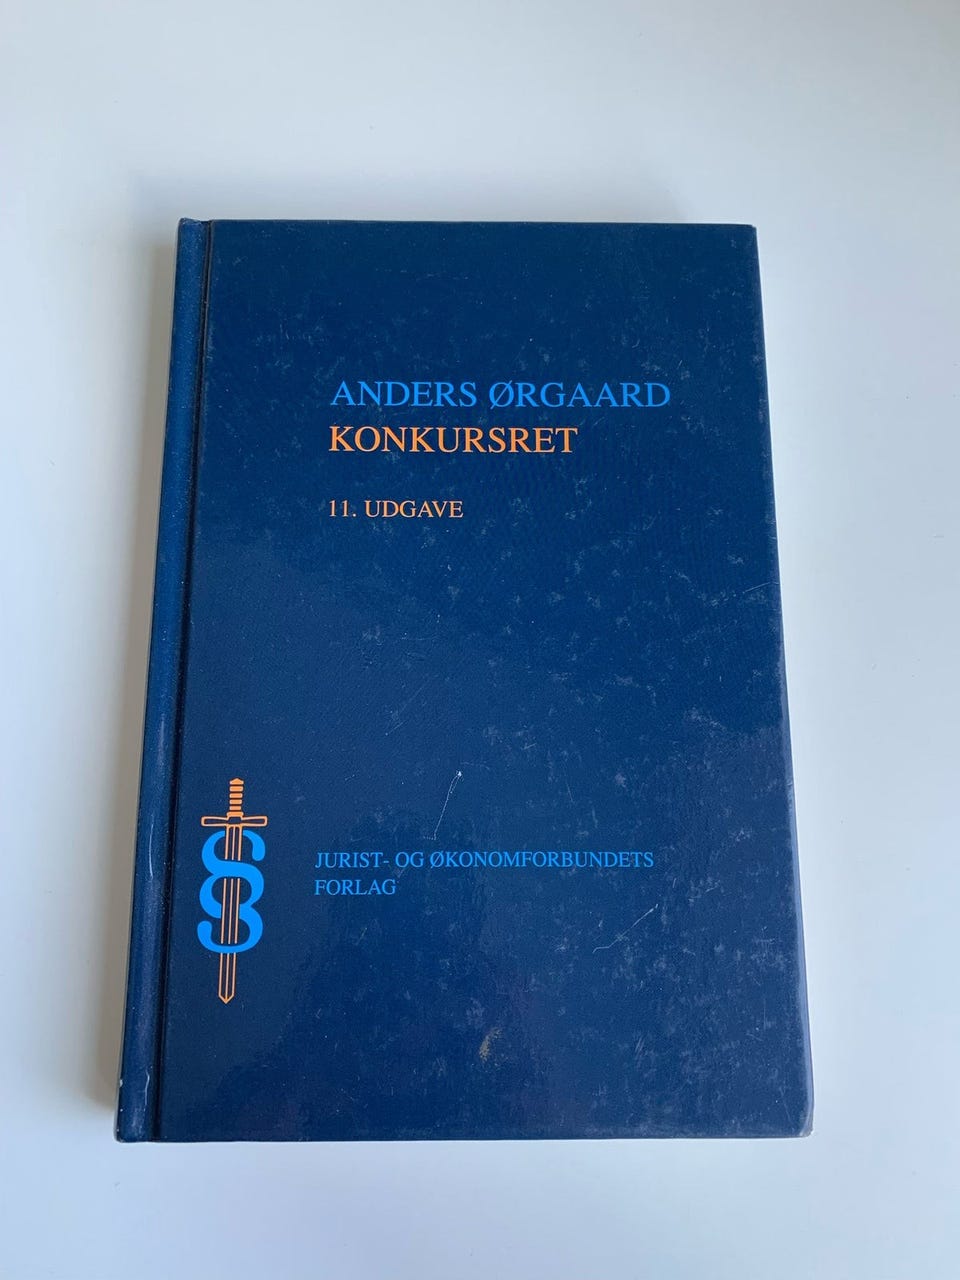 ANDERS ØRGAARD
KONKURSRET
11. UDGAVE
§
JURIST- OG ØKONOMFORBUNDETS
FORLAG